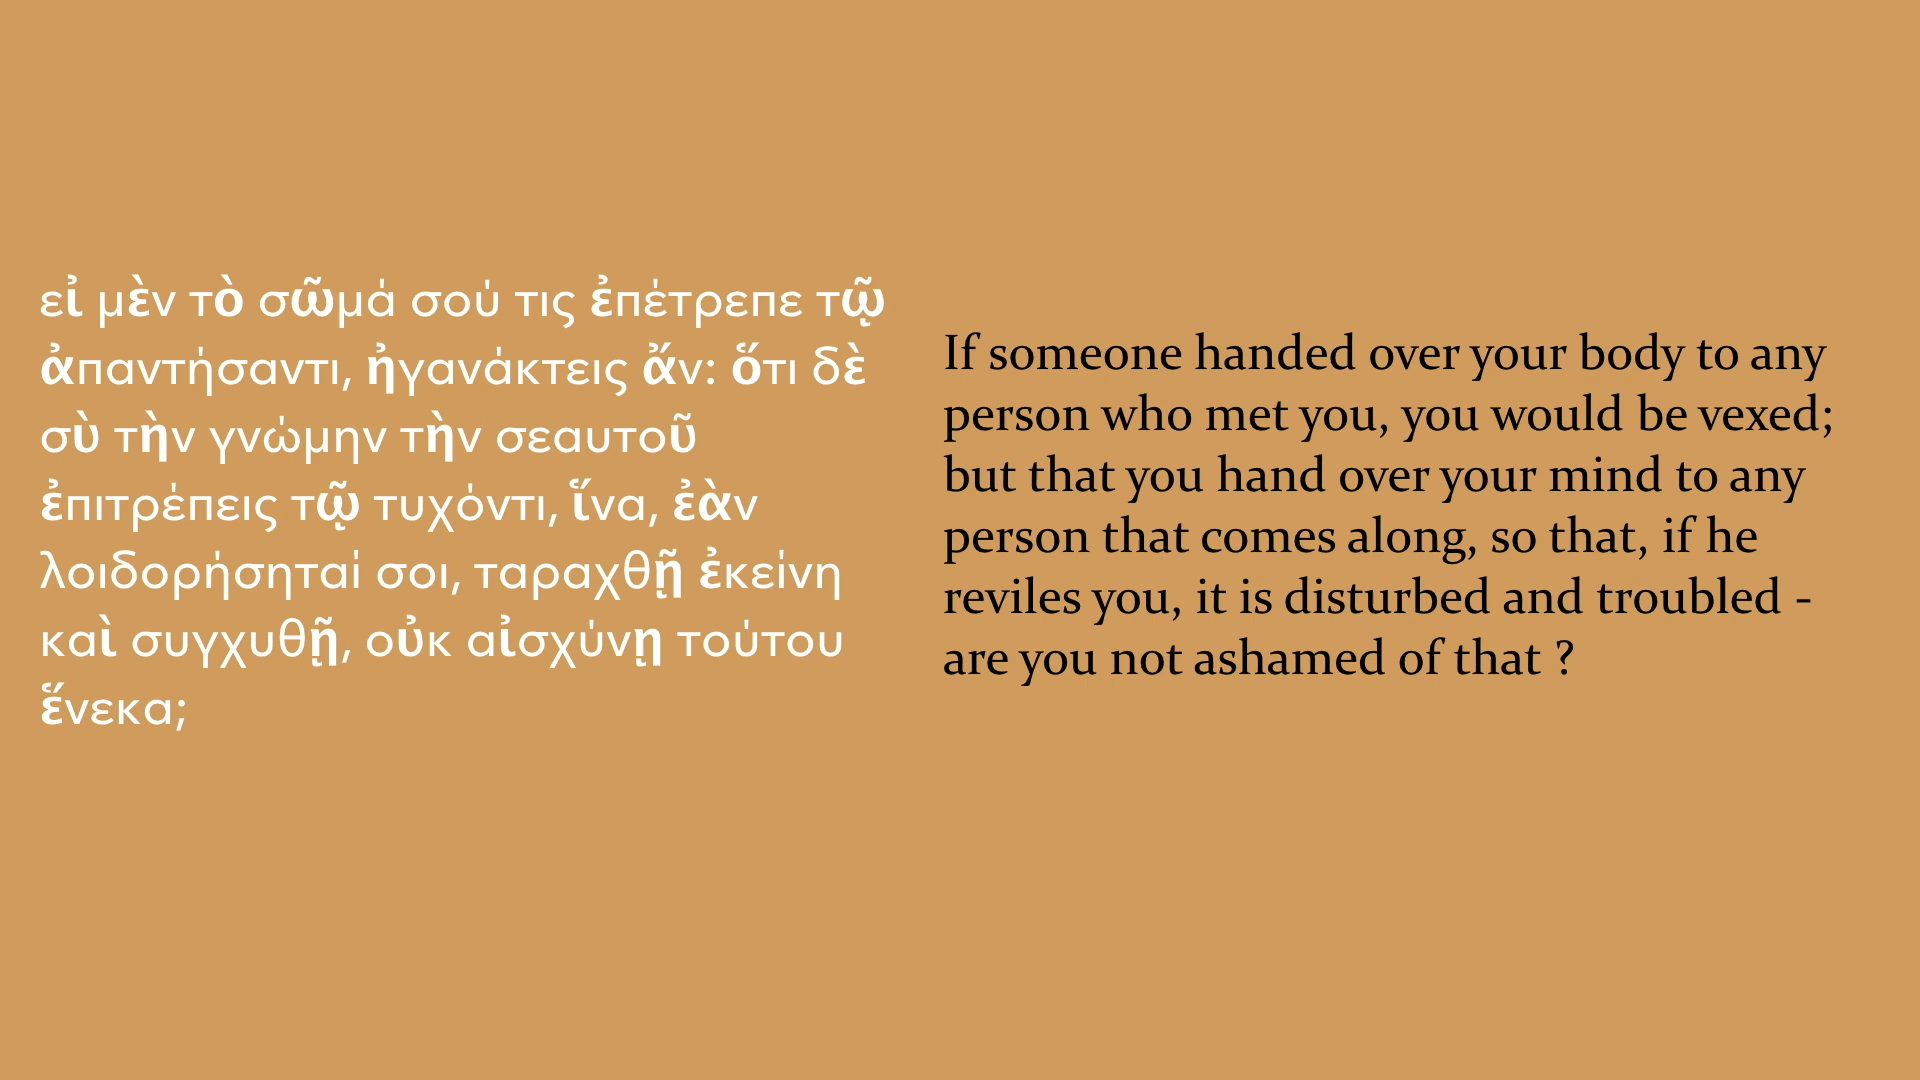 εἰ μὲν τὸ σῶμά σού τις ἐπέτρεπε τῷ
ἀπαντήσαντι, ἠγανάκτεις ἄν: ὅτι δὲ
σὺ τὴν γνώμην τὴν σεαυτοῦ
ἐπιτρέπεις τῷ τυχόντι, ἵνα, ἐὰν
λοιδορήσηταί σοι, ταραχθῇ ἐκείνη
καὶ συγχυθῇ, οὐκ αἰσχύνῃ τούτου
ἕνεκα;
If someone handed over your body to any
person who met you, you would be vexed;
but that you hand over your mind to any
person that comes along, so that, if he
reviles you, it is disturbed and troubled -
are you not ashamed of that ?